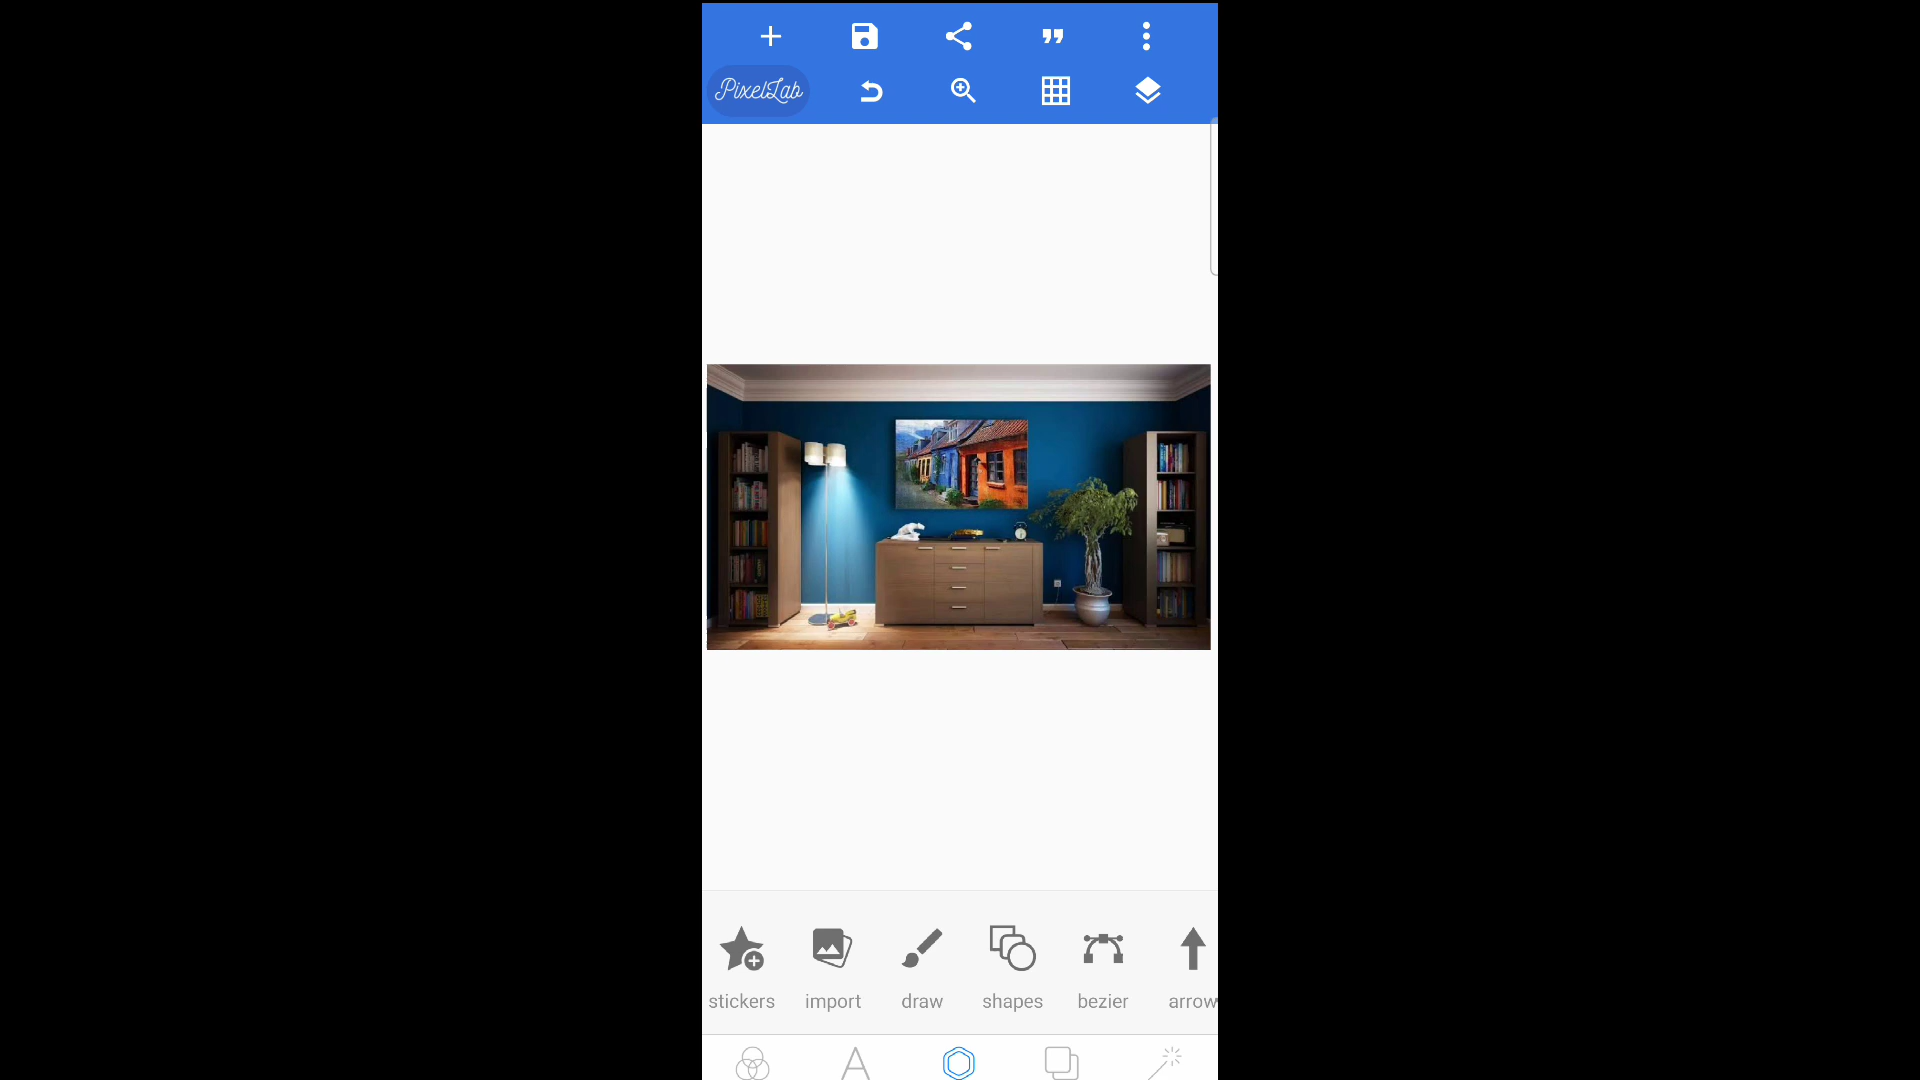 PixelLab
stickers
import
draw
shapes
bezier
arrow